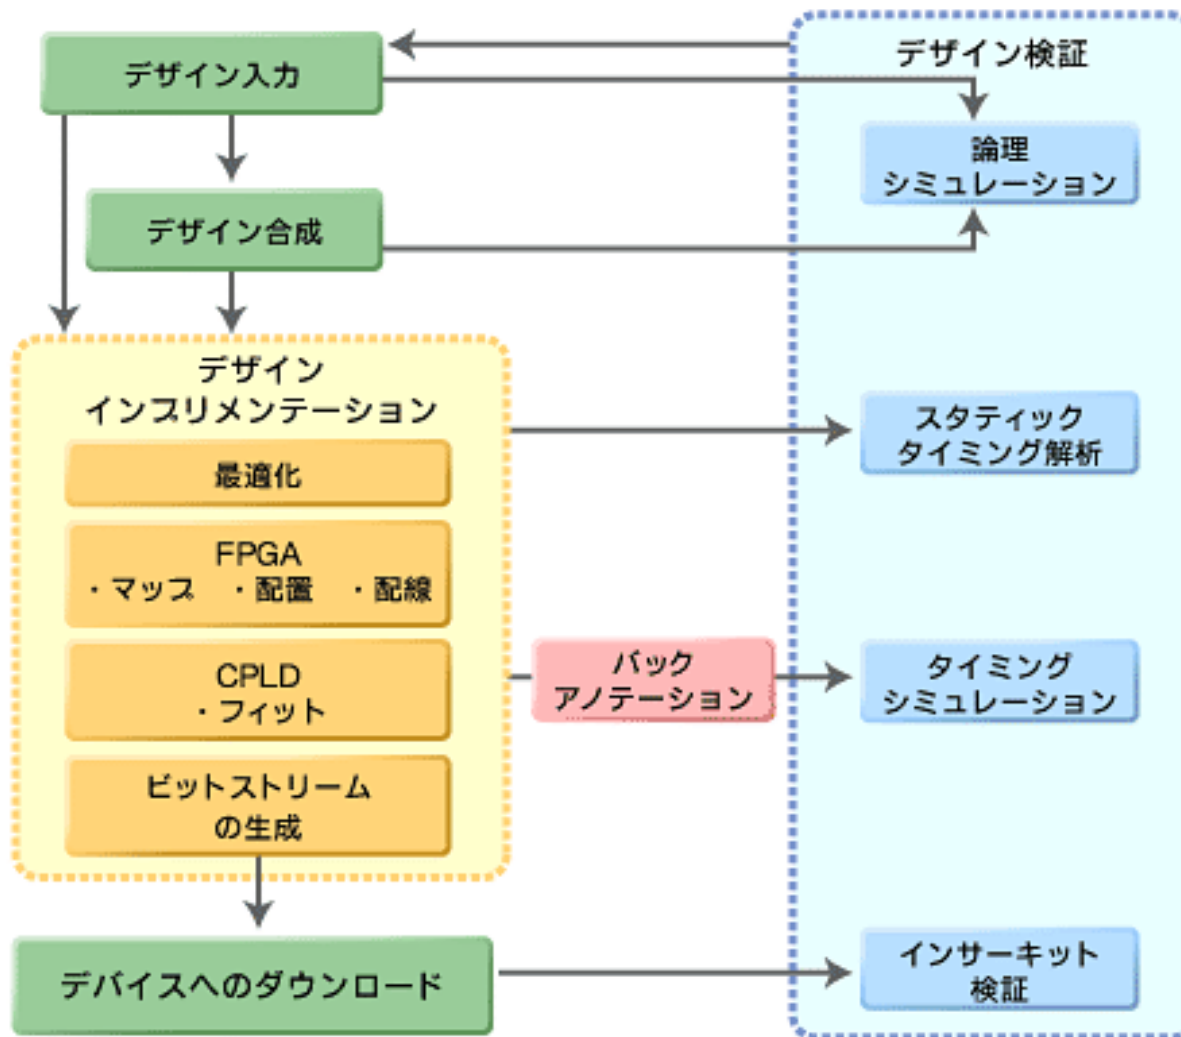 デザイン入力
デザイン検証
論理
シミュレーション
デザイン合成
デザイン
インプリメンテーション
最適化
FPGA
・マップ ・配置 ・配線
CPLD
・フィット
ビットストリーム
の生成
スタティック
タイミング解析
バック
アノテーション
タイミング
シミュレーション
デバイスへのダウンロード
インサーキット
検証